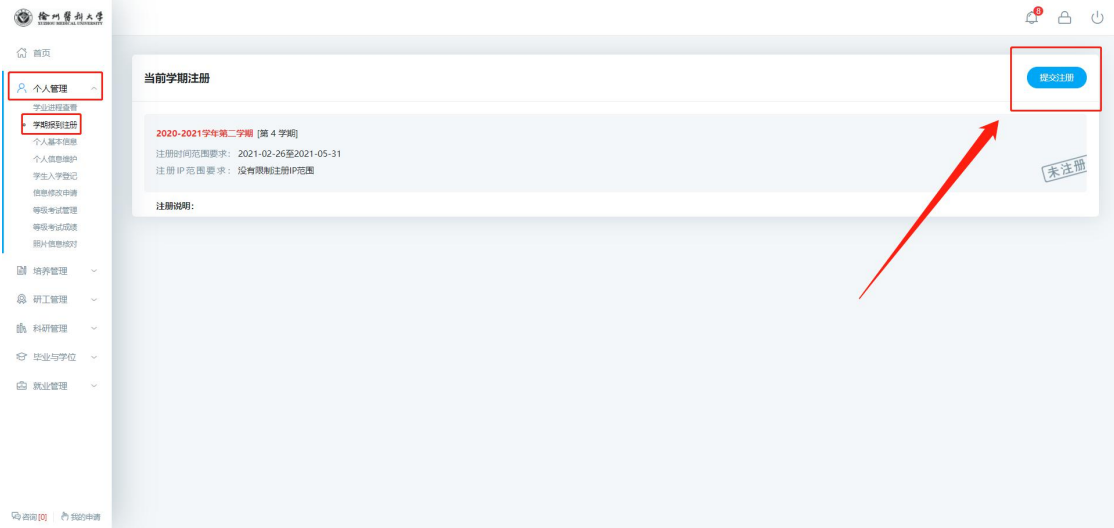 徐州醫科大学
XUZHOU MEDICAL UNIVERSITY
8
首页
个人管理
学业进程查看
学期报到注册
个人基本信息
个人信息维护
学生入学登记
信息修改申请
等级考试管理
等级考试成绩
照片信息核对
培养管理
研工管理
科研管理
毕业与学位
就业管理
咨询[0]
我的申请
当前学期注册
提交注册
2020-2021学年第二学期 [第 4 学期]
注册时间范围要求： 2021-02-26至2021-05-31
注册IP范围要求： 没有限制注册IP范围
未注册
注册说明：